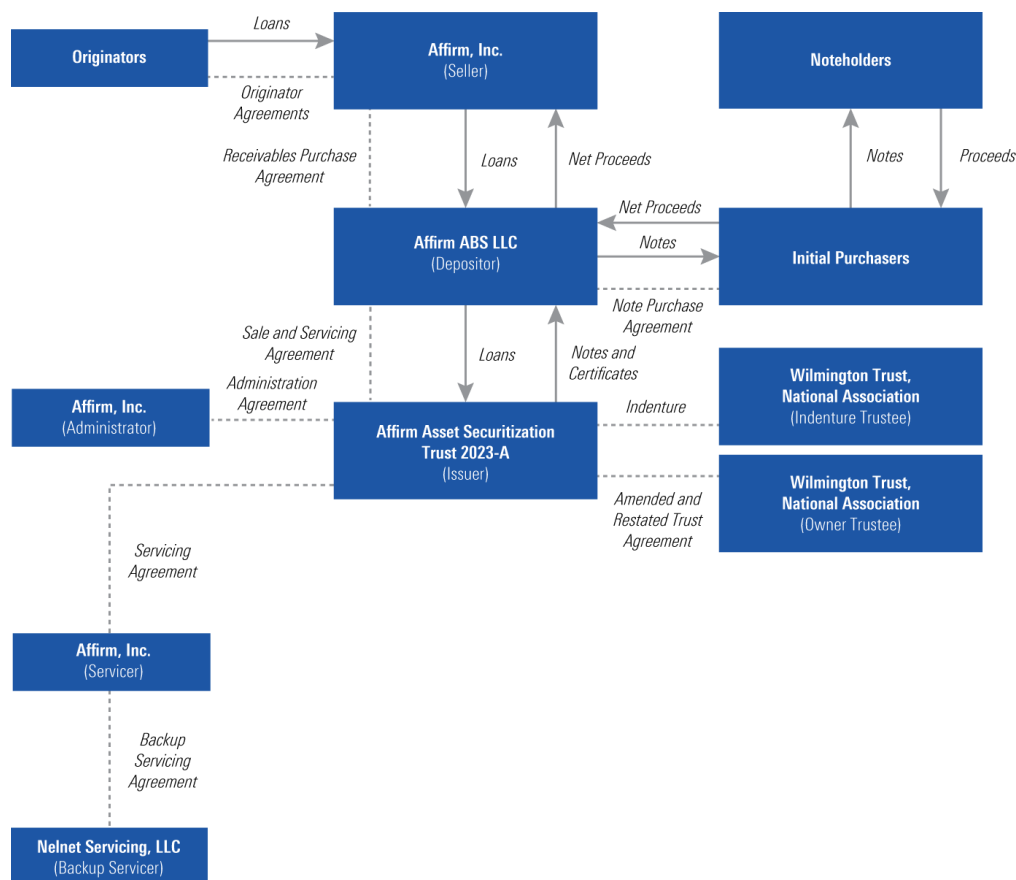 Loans
Originators
Affirm, Inc.
(Seller)
Noteholders
Originator
Agreements
Receivables Purchase
Agreement
Loans
Net Proceeds
Notes
Proceeds
Net Proceeds
Affirm ABS LLC
(Depositor)
Notes
Initial Purchasers
Note Purchase
Agreement
Sale and Servicing
Agreement
Loans
Notes and
Certificates
Administration
Agreement
Affirm, Inc.
(Administrator)
Affirm Asset Securitization
Trust 2023-A
(Issuer)
Indenture
Wilmington Trust,
National Association
(Indenture Trustee)
Amended and
Restated Trust
Agreement
Wilmington Trust,
National Association
(Owner Trustee)
Servicing
Agreement
Affirm, Inc.
(Servicer)
Backup
Servicing
Agreement
Nelnet Servicing, LLC
(Backup Servicer)